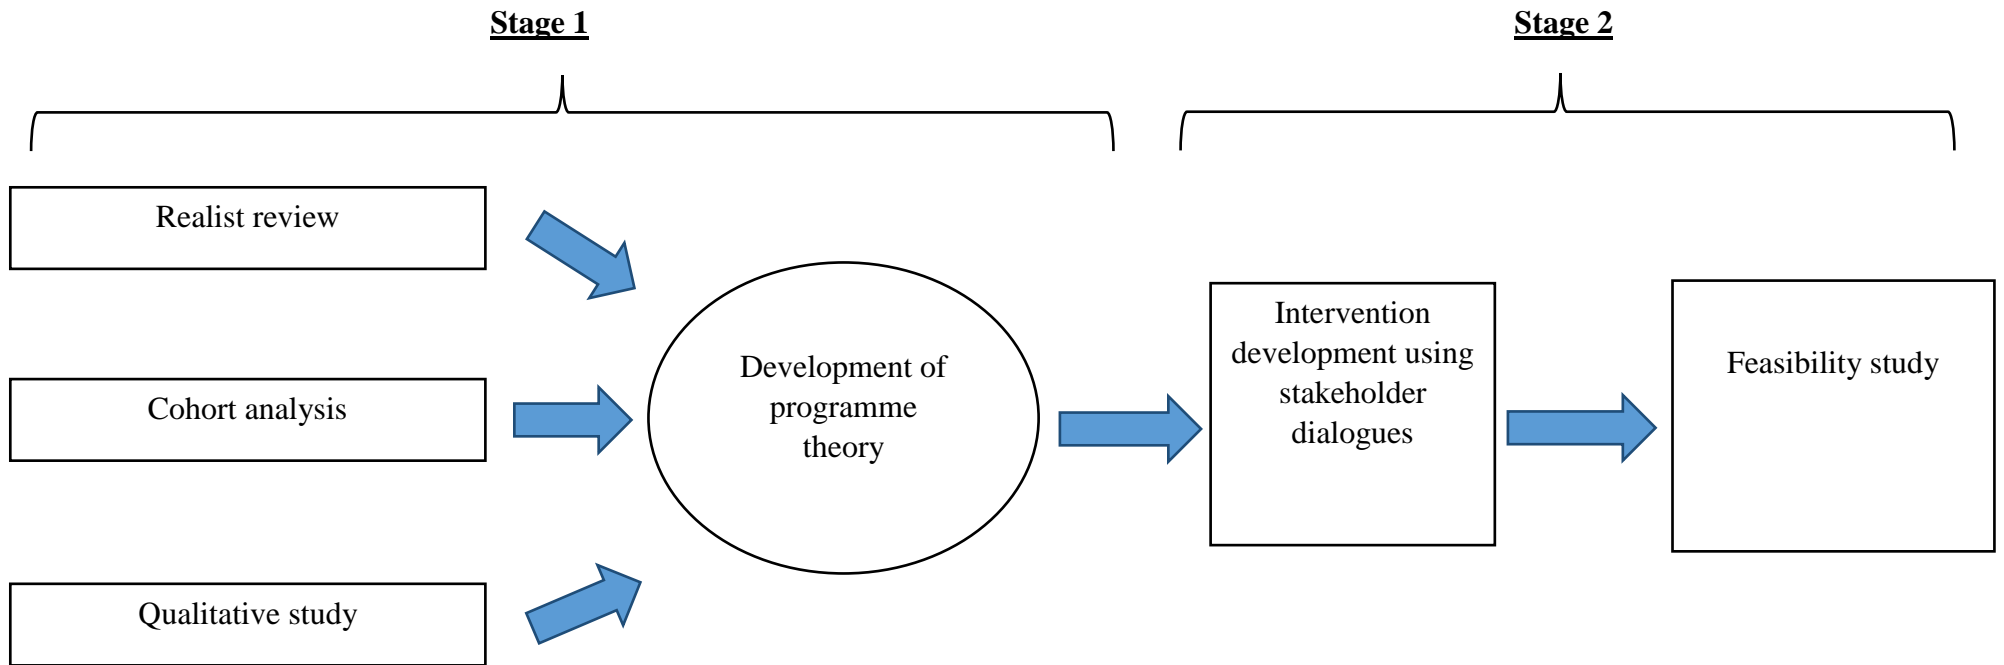 Stage 1
Stage 2
Realist review
Cohort analysis
Qualitative study
Development of
programme
theory
Intervention
development using
stakeholder
dialogues
Feasibility study